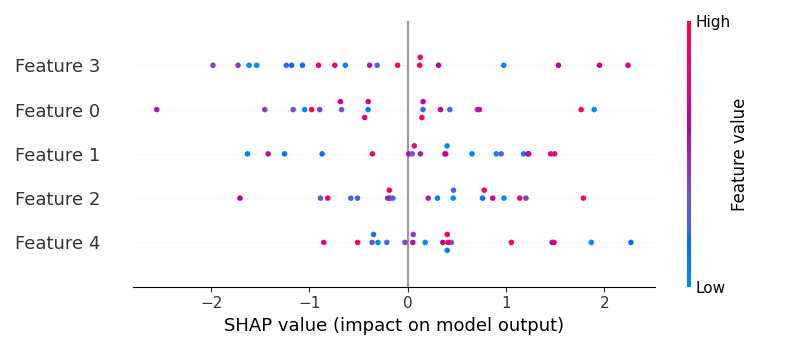 High
Feature 3
Feature 0
Feature 1
Feature 2
Feature 4
Feature value
Low
−2 −1 0 1 2
SHAP value (impact on model output)